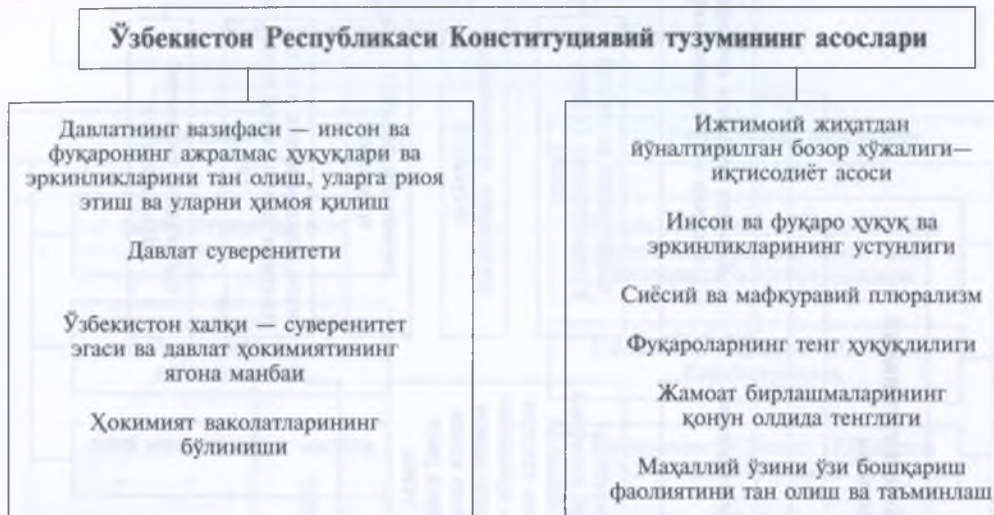 Ўзбекистон Республикаси Конституциявий тузумининг асослари
Давлатнинг вазифаси — инсон ва
фуқаронинг ажралмас ҳуқуқлари ва
эркинликларини тан олиш, уларга риоя
этиш ва уларни ҳимоя қилиш
Давлат суверенитети
Ўзбекистон халқи — суверенитет
эгаси ва давлат ҳокимиятининг
ягона манбаи
Ҳокимият ваколатларининг
бўлиниши
Ижтимоий жиҳатдан
йўналтирилган бозор хўжалиги—
иқтисодиёт асоси
Инсон ва фуқаро ҳуқуқ ва
эркинликларининг устунлиги
Сиёсий ва мафкуравий плюрализм
Фуқароларнинг тенг ҳуқуқлилиги
Жамоат бирлашмаларининг
қонун олдида тенглиги
Маҳаллий ўзини ўзи бошқариш
фаолиятини тан олиш ва таъминлаш